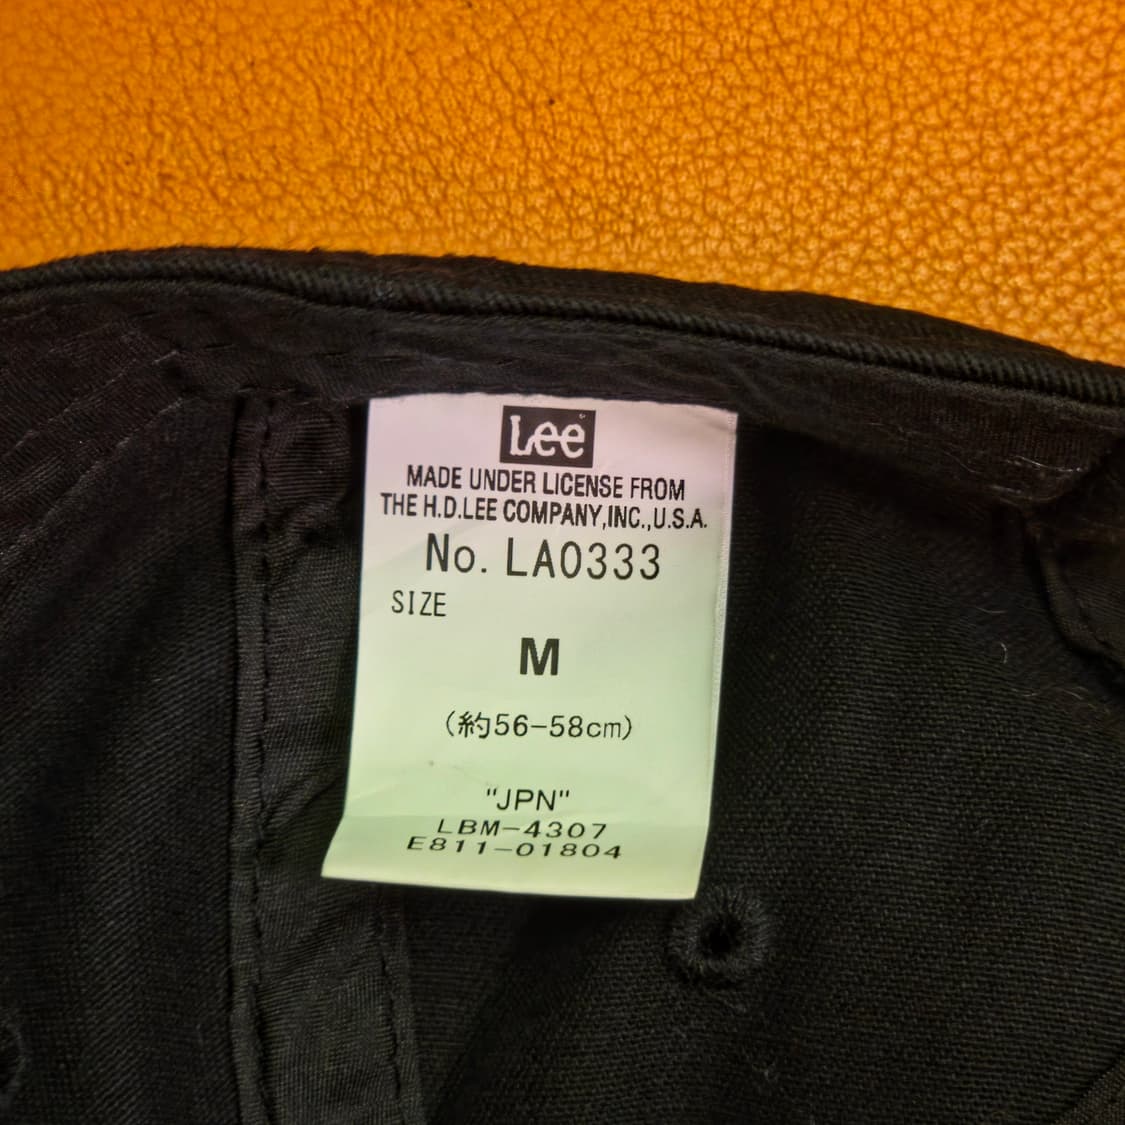 Lee
MADE UNDER LICENSE FROM
THE H.D.LEE COMPANY,INC.,U.S.A.
No. LA0333
SIZE
M
(約56-58cm)
"JPN"
LBM-4307
E811-01804